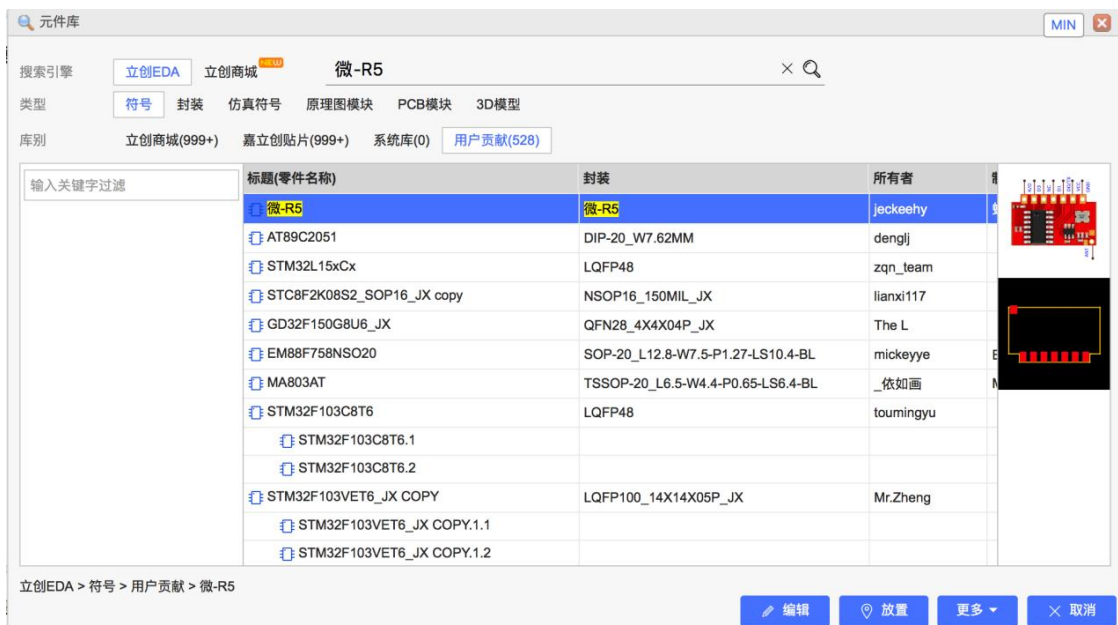 元件库 MIN
搜索引擎 立创EDA 立创商城 NEW 微-R5
类型 符号 封装 仿真符号 原理图模块 PCB模块 3D模型
库别 立创商城(999+) 嘉立创贴片(999+) 系统库(0) 用户贡献(528)
输入关键字过滤
标题(零件名称) 封装 所有者
微-R5 微-R5 jeckeehy
AT89C2051 DIP-20_W7.62MM denglj
STM32L15xCx LQFP48 zqn_team
STC8F2K08S2_SOP16_JX copy NSOP16_150MIL_JX lianxi117
GD32F150G8U6_JX QFN28_4X4X04P_JX The L
EM88F758NSO20 SOP-20_L12.8-W7.5-P1.27-LS10.4-BL mickeyye
MA803AT TSSOP-20_L6.5-W4.4-P0.65-LS6.4-BL _依如画
STM32F103C8T6 LQFP48 toumingyu
STM32F103C8T6.1
STM32F103C8T6.2
STM32F103VET6_JX COPY LQFP100_14X14X05P_JX Mr.Zheng
STM32F103VET6_JX COPY.1.1
STM32F103VET6_JX COPY.1.2
立创EDA > 符号 > 用户贡献 > 微-R5
编辑 放置 更多 取消